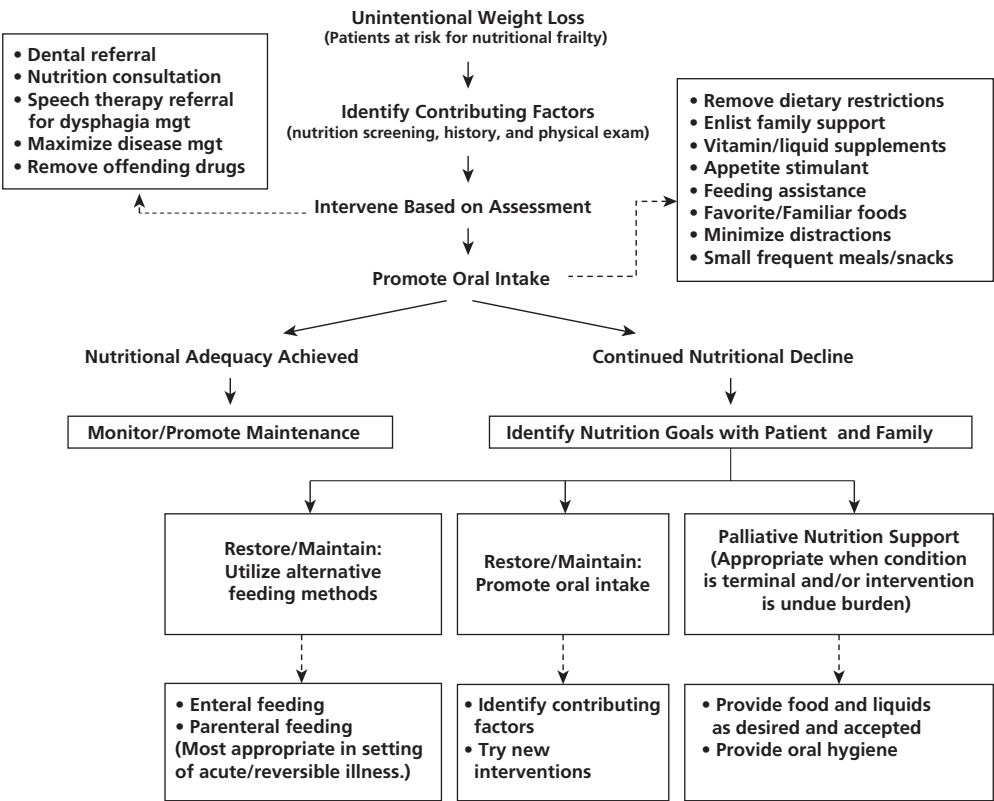 Unintentional Weight Loss
(Patients at risk for nutritional frailty)
• Dental referral
• Nutrition consultation
• Speech therapy referral
for dysphagia mgt
• Maximize disease mgt
• Remove offending drugs
Identify Contributing Factors
(nutrition screening, history, and physical exam)
• Remove dietary restrictions
• Enlist family support
• Vitamin/liquid supplements
• Appetite stimulant
• Feeding assistance
• Favorite/Familiar foods
• Minimize distractions
• Small frequent meals/snacks
Intervene Based on Assessment
Promote Oral Intake
Nutritional Adequacy Achieved
Continued Nutritional Decline
Monitor/Promote Maintenance
Identify Nutrition Goals with Patient and Family
Restore/Maintain:
Utilize alternative
feeding methods
Restore/Maintain:
Promote oral intake
Palliative Nutrition Support
(Appropriate when condition
is terminal and/or intervention
is undue burden)
• Enteral feeding
• Parenteral feeding
(Most appropriate in setting
of acute/reversible illness.)
• Identify contributing
factors
• Try new
interventions
• Provide food and liquids
as desired and accepted
• Provide oral hygiene